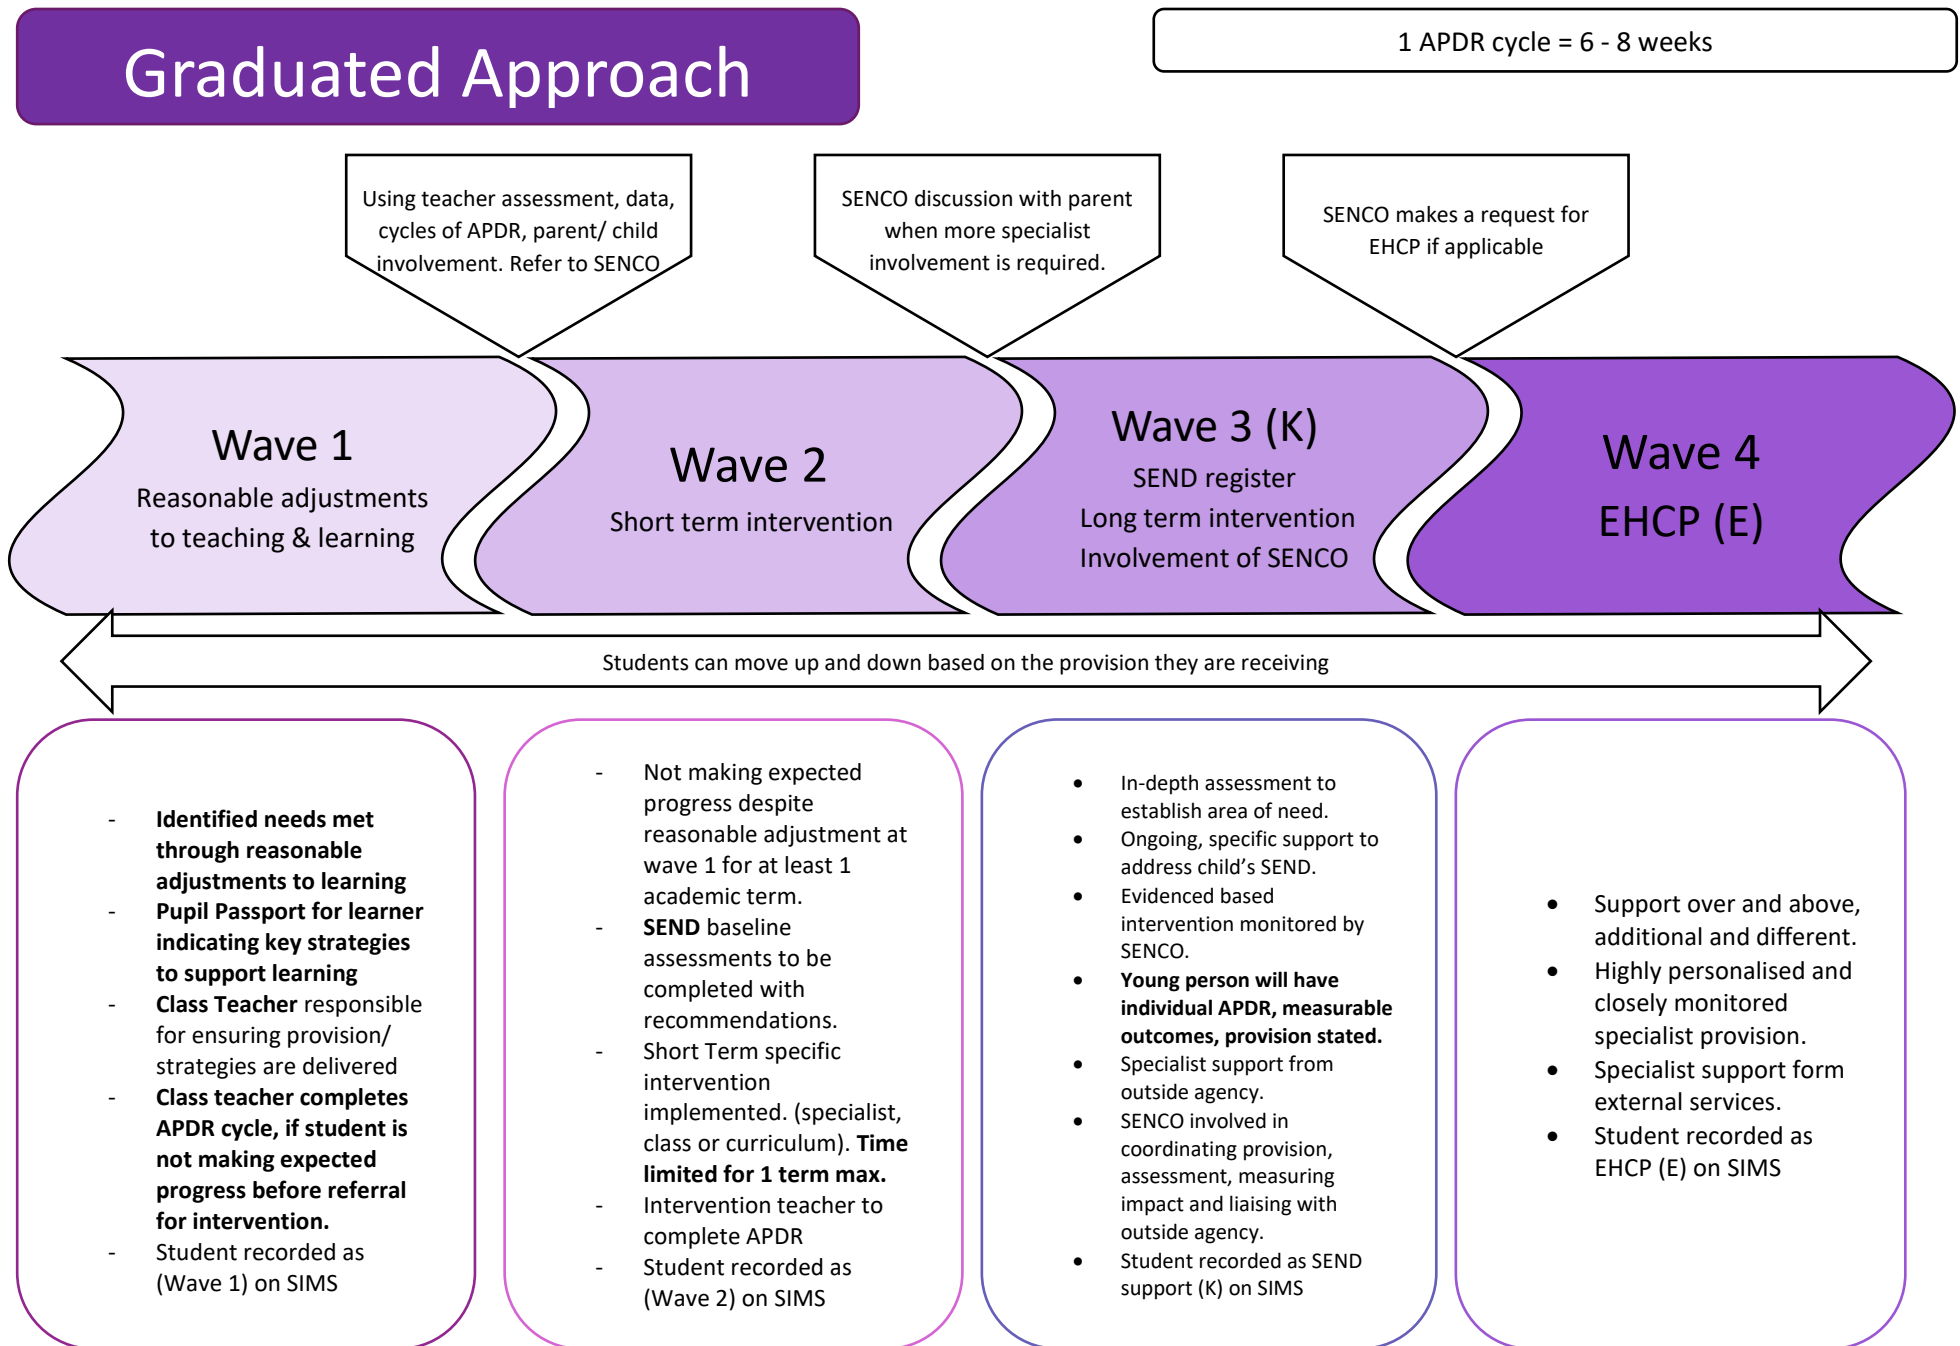 Graduated Approach
1 APDR cycle = 6 - 8 weeks
Using teacher assessment, data,
cycles of APDR, parent/ child
involvement. Refer to SENCO
SENCO discussion with parent
when more specialist
involvement is required.
SENCO makes a request for
EHCP if applicable
Wave 1
Reasonable adjustments
to teaching & learning
Wave 2
Short term intervention
Wave 3 (K)
SEND register
Long term intervention
Involvement of SENCO
Wave 4
EHCP (E)
Students can move up and down based on the provision they are receiving
- Identified needs met
through reasonable
adjustments to learning
- Pupil Passport for learner
indicating key strategies
to support learning
- Class Teacher responsible
for ensuring provision/
strategies are delivered
- Class teacher completes
APDR cycle, if student is
not making expected
progress before referral
for intervention.
- Student recorded as
(Wave 1) on SIMS
- Not making expected
progress despite
reasonable adjustment at
wave 1 for at least 1
academic term.
- SEND baseline
assessments to be
completed with
recommendations.
- Short Term specific
intervention
implemented. (specialist,
class or curriculum). Time
limited for 1 term max.
- Intervention teacher to
complete APDR
- Student recorded as
(Wave 2) on SIMS
• In-depth assessment to
establish area of need.
• Ongoing, specific support to
address child’s SEND.
• Evidenced based
intervention monitored by
SENCO.
• Young person will have
individual APDR, measurable
outcomes, provision stated.
• Specialist support from
outside agency.
• SENCO involved in
coordinating provision,
assessment, measuring
impact and liaising with
outside agency.
• Student recorded as SEND
support (K) on SIMS
• Support over and above,
additional and different.
• Highly personalised and
closely monitored
specialist provision.
• Specialist support form
external services.
• Student recorded as
EHCP (E) on SIMS